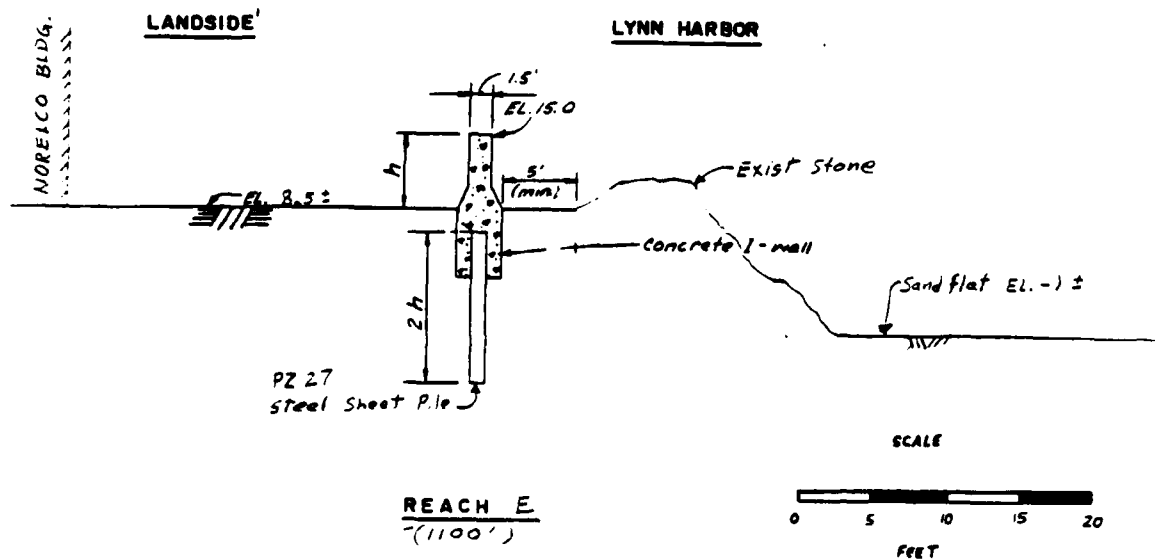 LANDSIDE'
LYNN HARBOR
NORELCO BLDG.
1.5'
EL. 15.0
h
5'
(min)
Exist Stone
EL. 8.5 ±
Concrete I-wall
Sand flat EL. -1 ±
2h
PZ 27
Steel Sheet Pile
SCALE
REACH E
(1100')
0 5 10 15 20
FEET